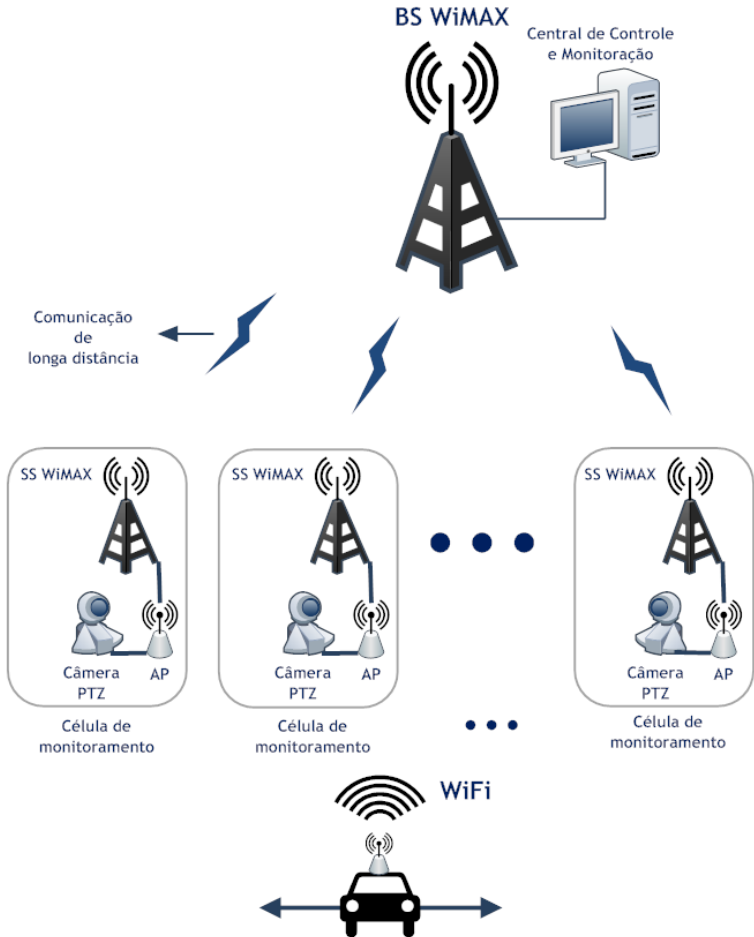 BS WiMAX
Central de Controle
e Monitoração
Comunicação
de
longa distância
SS WiMAX
Câmera
PTZ
AP
Célula de
monitoramento
SS WiMAX
Câmera
PTZ
AP
Célula de
monitoramento
SS WiMAX
Câmera
PTZ
AP
Célula de
monitoramento
WiFi